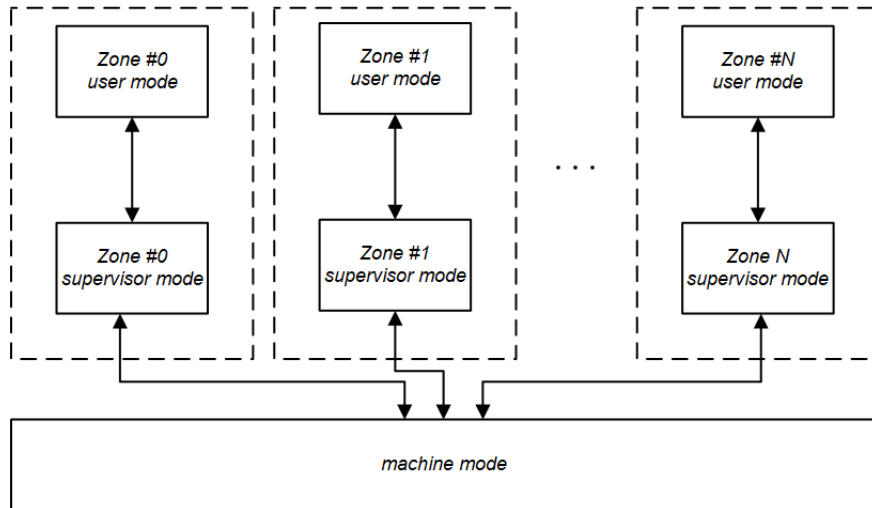 Zone #0
user mode
Zone #1
user mode
Zone #N
user mode
. . .
Zone #0
supervisor mode
Zone #1
supervisor mode
Zone N
supervisor mode
machine mode